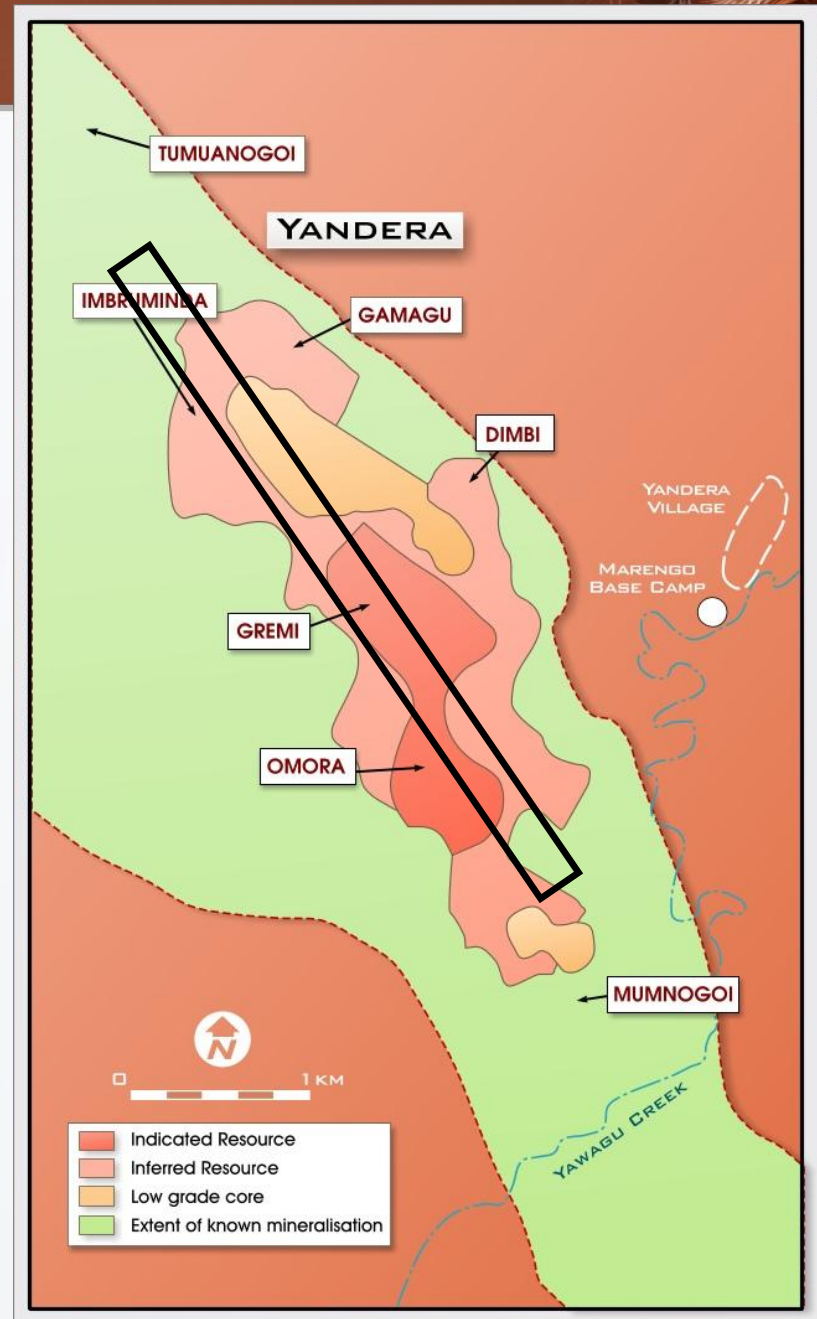 TUMUANOGOI
YANDERA
IMBRUMINDA
GAMAGU
DIMBI
YANDERA
VILLAGE
MARENGO
BASE CAMP
GREMI
OMORA
MUMNOGOI
N
0 1 KM
YAWAGU CREEK
Indicated Resource
Inferred Resource
Low grade core
Extent of known mineralisation